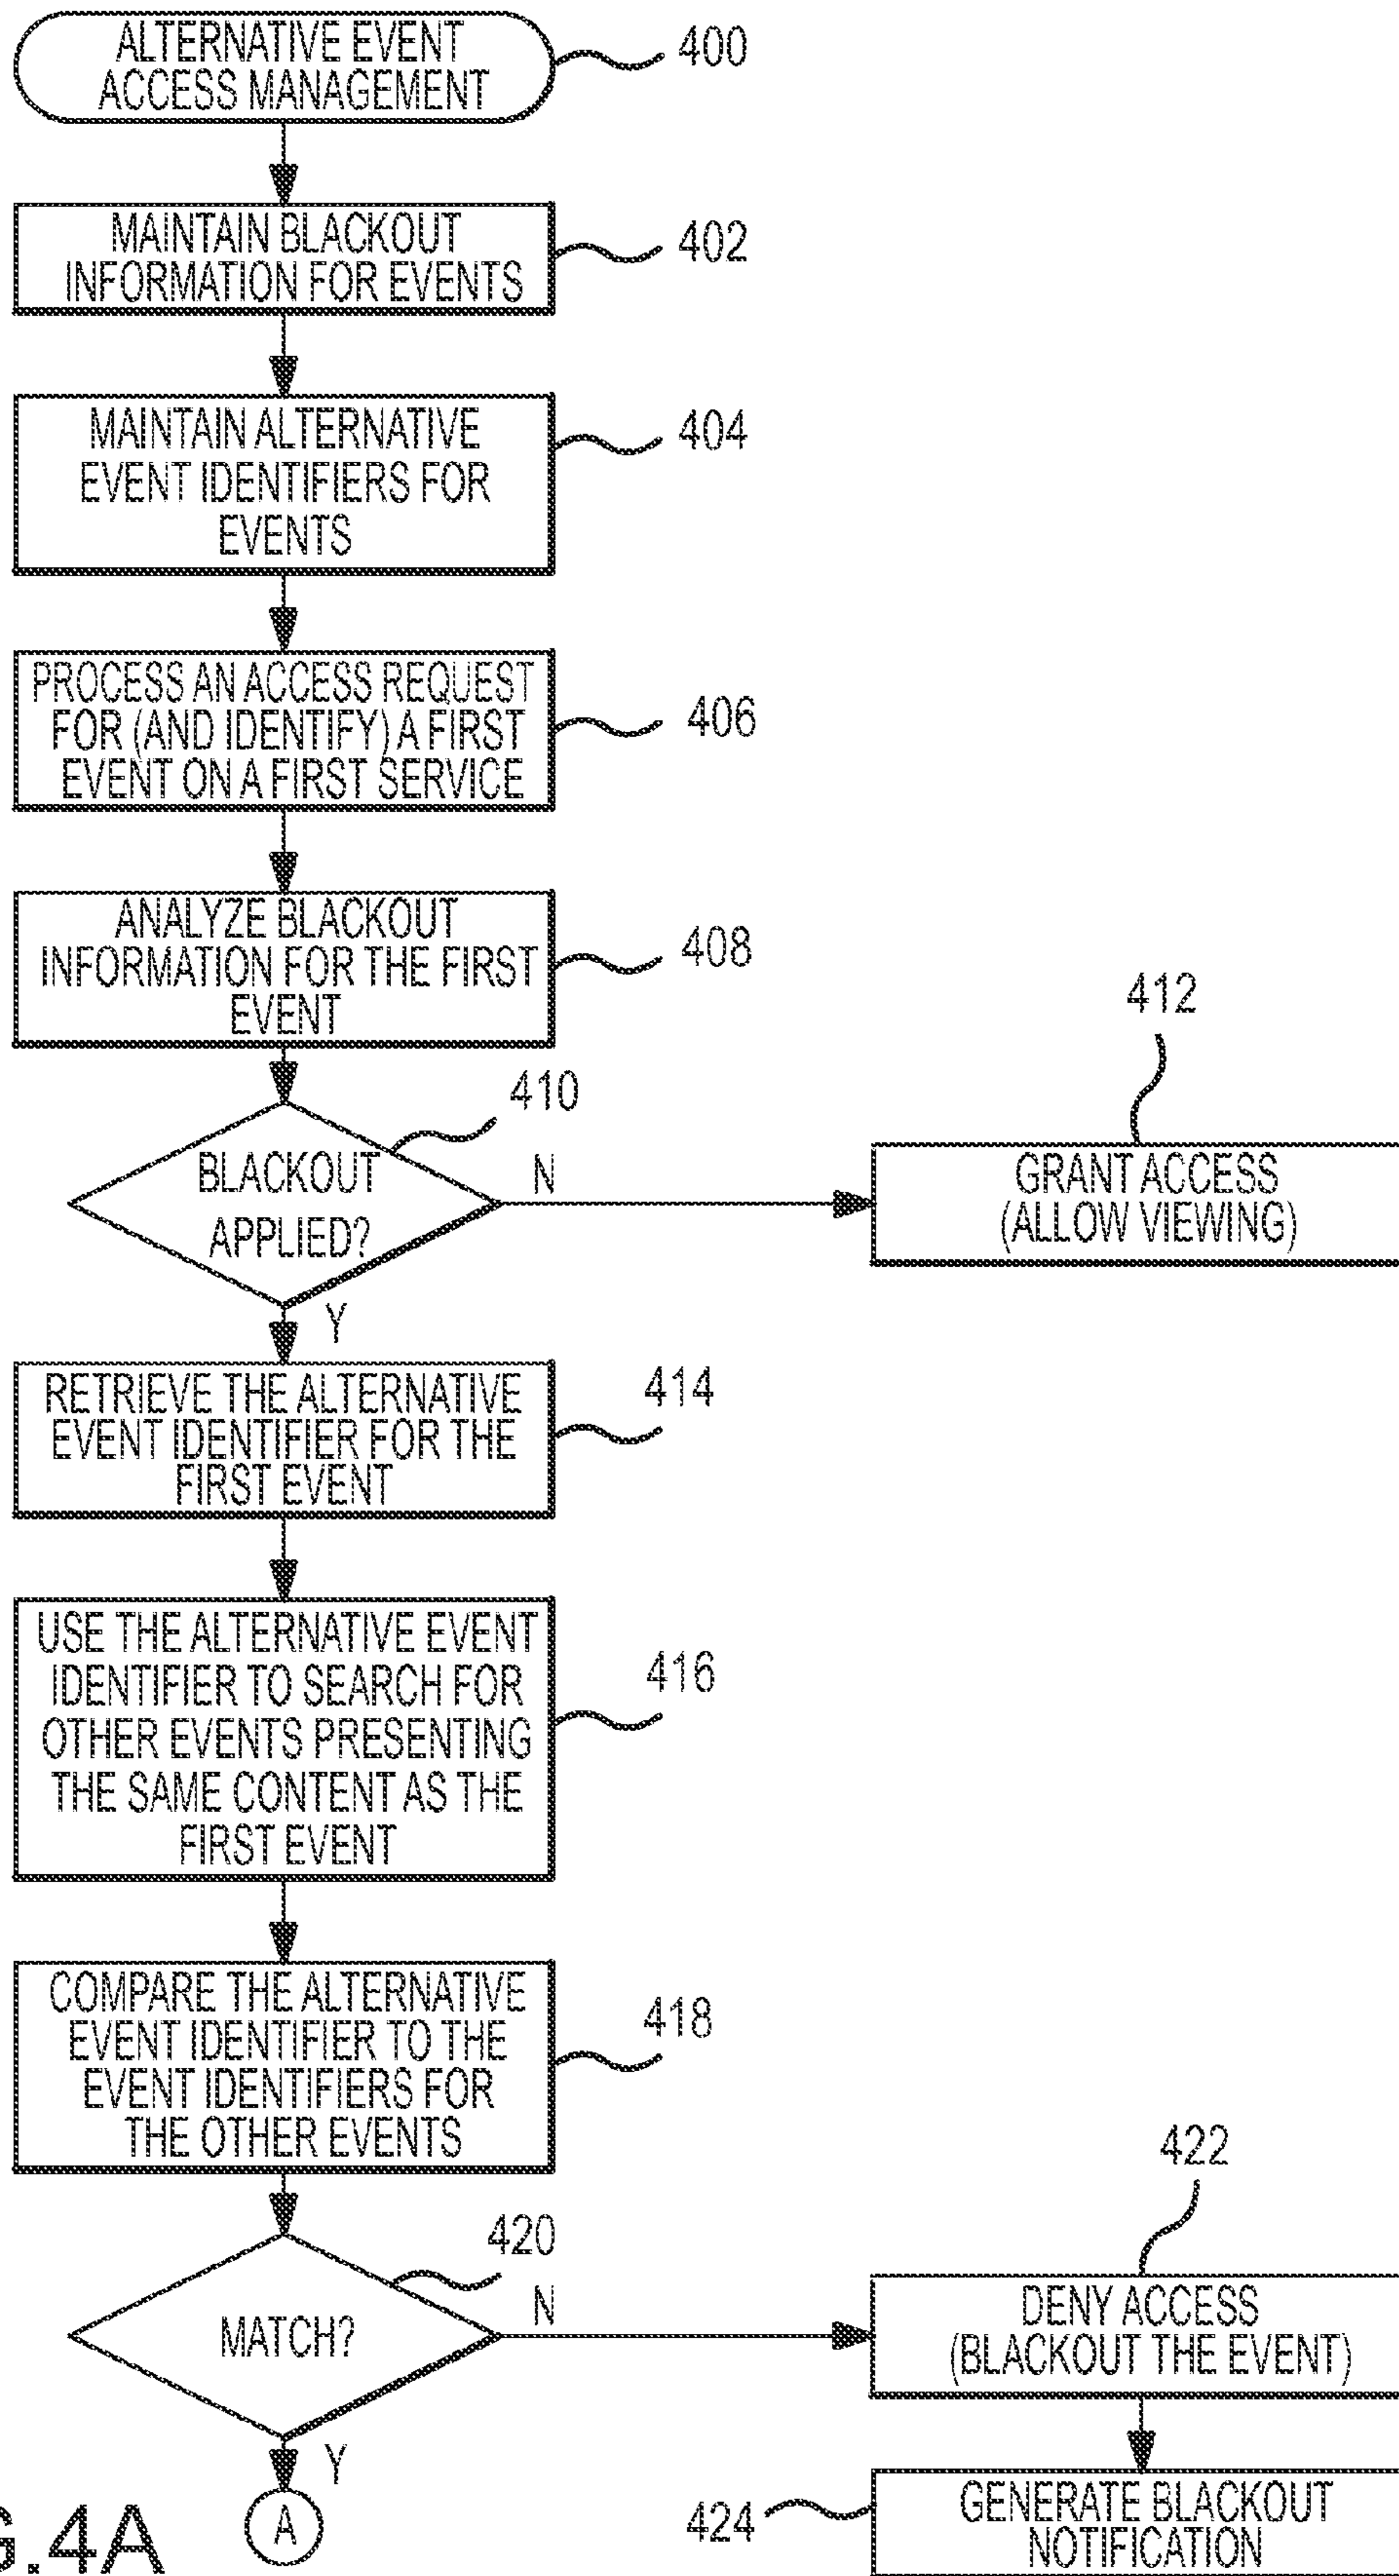 ALTERNATIVE EVENT
ACCESS MANAGEMENT
400
MAINTAIN BLACKOUT
INFORMATION FOR EVENTS
402
MAINTAIN ALTERNATIVE
EVENT IDENTIFIERS FOR
EVENTS
404
PROCESS AN ACCESS REQUEST
FOR (AND IDENTIFY) A FIRST
EVENT ON A FIRST SERVICE
406
ANALYZE BLACKOUT
INFORMATION FOR THE FIRST
EVENT
408
BLACKOUT
APPLIED?
410
N
412
GRANT ACCESS
(ALLOW VIEWING)
Y
RETRIEVE THE ALTERNATIVE
EVENT IDENTIFIER FOR THE
FIRST EVENT
414
USE THE ALTERNATIVE EVENT
IDENTIFIER TO SEARCH FOR
OTHER EVENTS PRESENTING
THE SAME CONTENT AS THE
FIRST EVENT
416
COMPARE THE ALTERNATIVE
EVENT IDENTIFIER TO THE
EVENT IDENTIFIERS FOR
THE OTHER EVENTS
418
MATCH?
420
N
422
DENY ACCESS
(BLACKOUT THE EVENT)
Y
A
424
GENERATE BLACKOUT
NOTIFICATION
G.4A